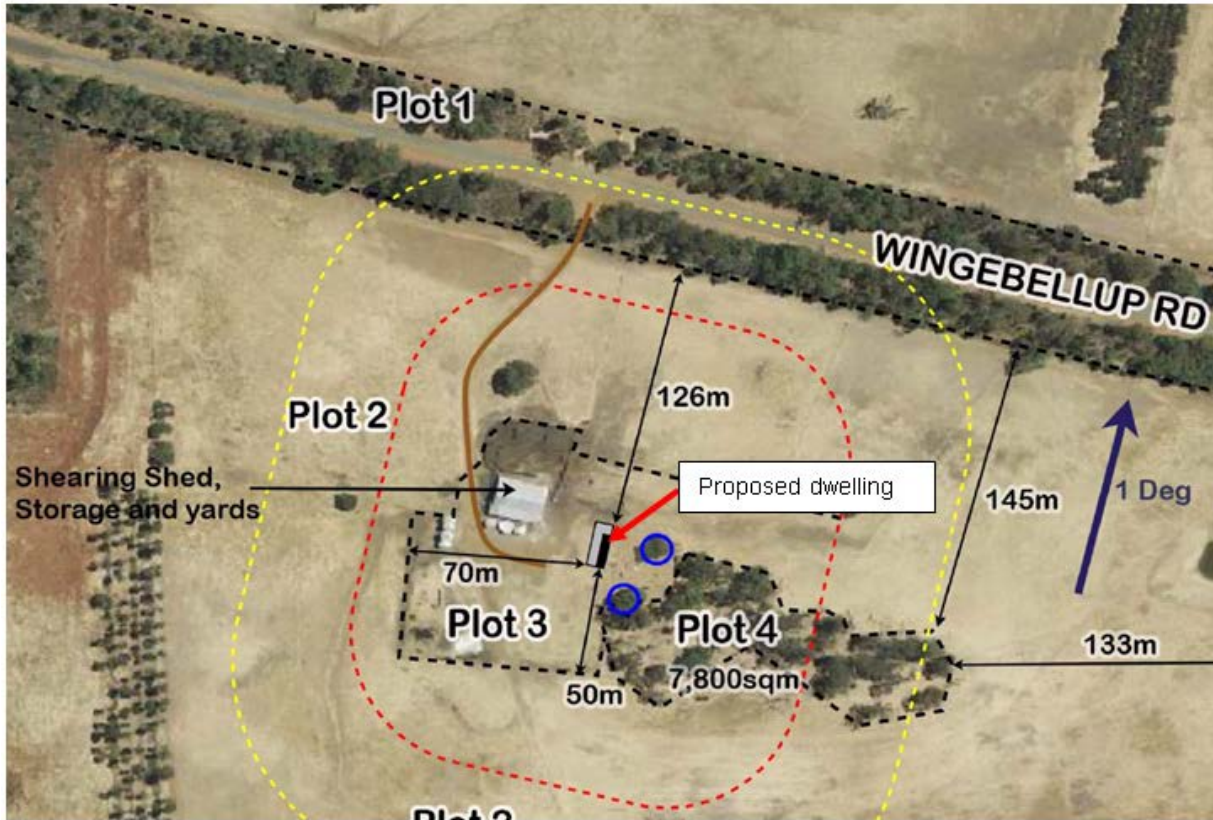 Plot 1
WINGEBELLUP RD
126m
Plot 2
Shearing Shed,
Storage and yards
Proposed dwelling
145m
1 Deg
70m
Plot 3
Plot 4
133m
7,800sqm
50m